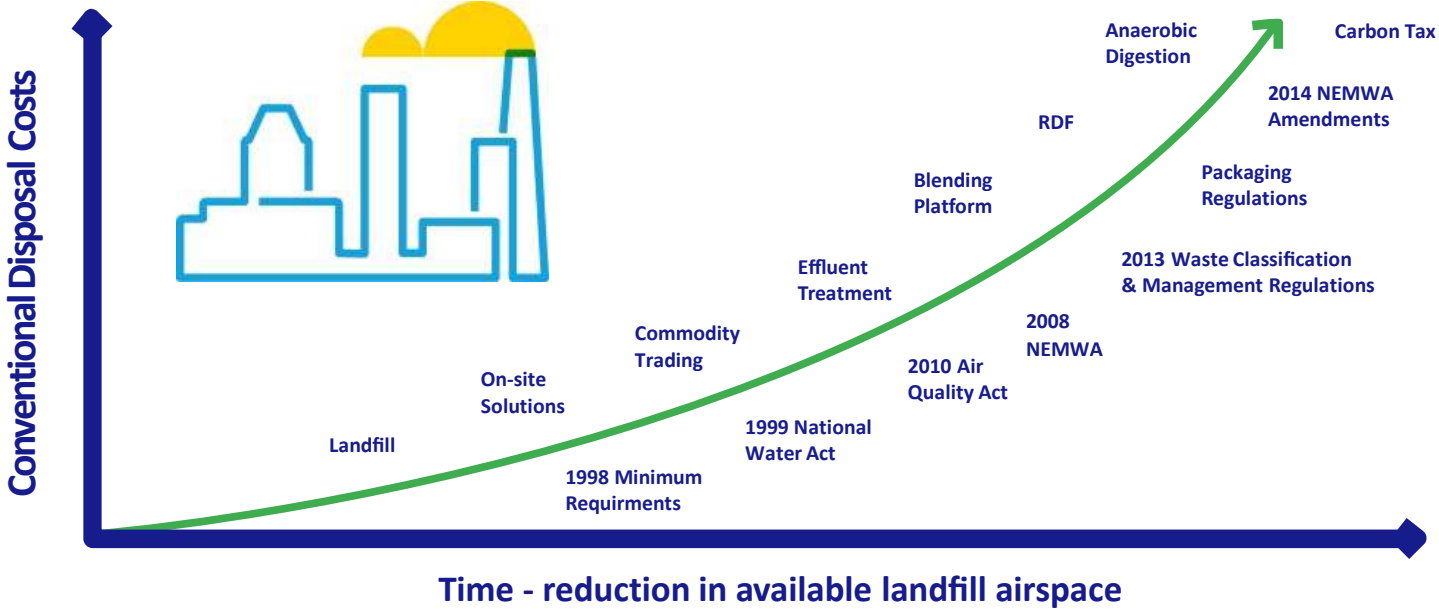 Conventional Disposal Costs
Landfill
On-site
Solutions
Commodity
Trading
Effluent
Treatment
Blending
Platform
RDF
Anaerobic
Digestion
1998 Minimum
Requirments
1999 National
Water Act
2010 Air
Quality Act
2008
NEMWA
2013 Waste Classification
& Management Regulations
Packaging
Regulations
2014 NEMWA
Amendments
Carbon Tax
Time - reduction in available landfill airspace